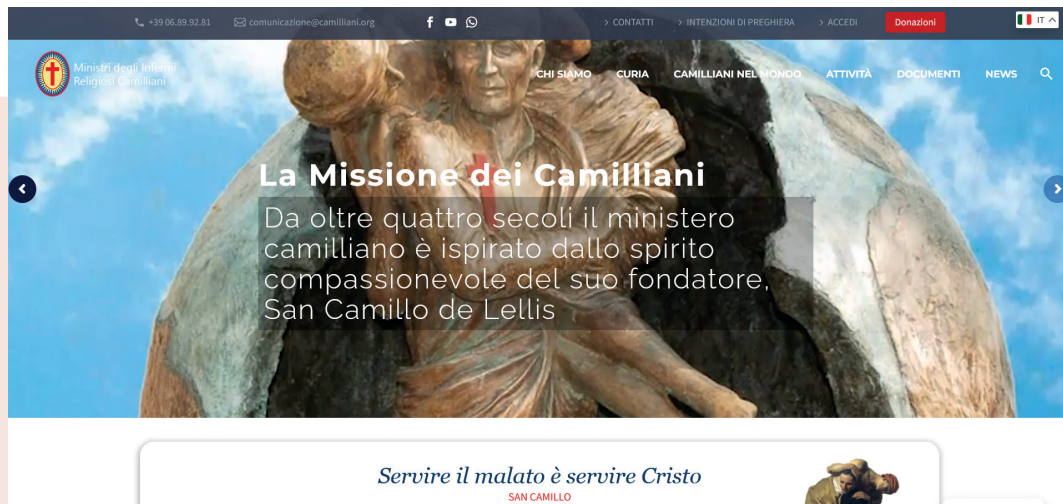 +39 06.89.92.81 comunicazione@camilliani.org > CONTATTI > INTENZIONI DI PREGHIERA > ACCEDI Donazioni IT
Ministri degli Infermi
Religiosi Camilliani
CHI SIAMO CURIA CAMILLIANI NEL MONDO ATTIVITÀ DOCUMENTI NEWS
La Missione dei Camilliani
Da oltre quattro secoli il ministero
camilliano è ispirato dallo spirito
compassionevole del suo fondatore,
San Camillo de Lellis
Servire il malato è servire Cristo
SAN CAMILLO